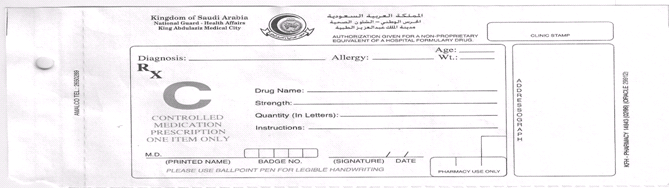 Kingdom of Saudi Arabia
National Guard - Health Affairs
King Abdulaziz Medical City
المملكة العربية السعودية
الحرس الوطني - الشئون الصحية
مدينة الملك عبدالعزيز الطبية
AUTHORIZATION GIVEN FOR A NON-PROPRIETARY
EQUIVALENT OF A HOSPITAL FORMULARY DRUG.
CLINIC STAMP
Age:
Diagnosis: Allergy: Wt.:
Rx
C
CONTROLLED
MEDICATION
PRESCRIPTION
ONE ITEM ONLY
Drug Name:
Strength:
Quantity (In Letters):
Instructions:
M.D.
(PRINTED NAME) BADGE NO. (SIGNATURE) / DATE /
PLEASE USE BALLPOINT PEN FOR LEGIBLE HANDWRITING
PHARMACY USE ONLY
ADDRESSOGRAPH